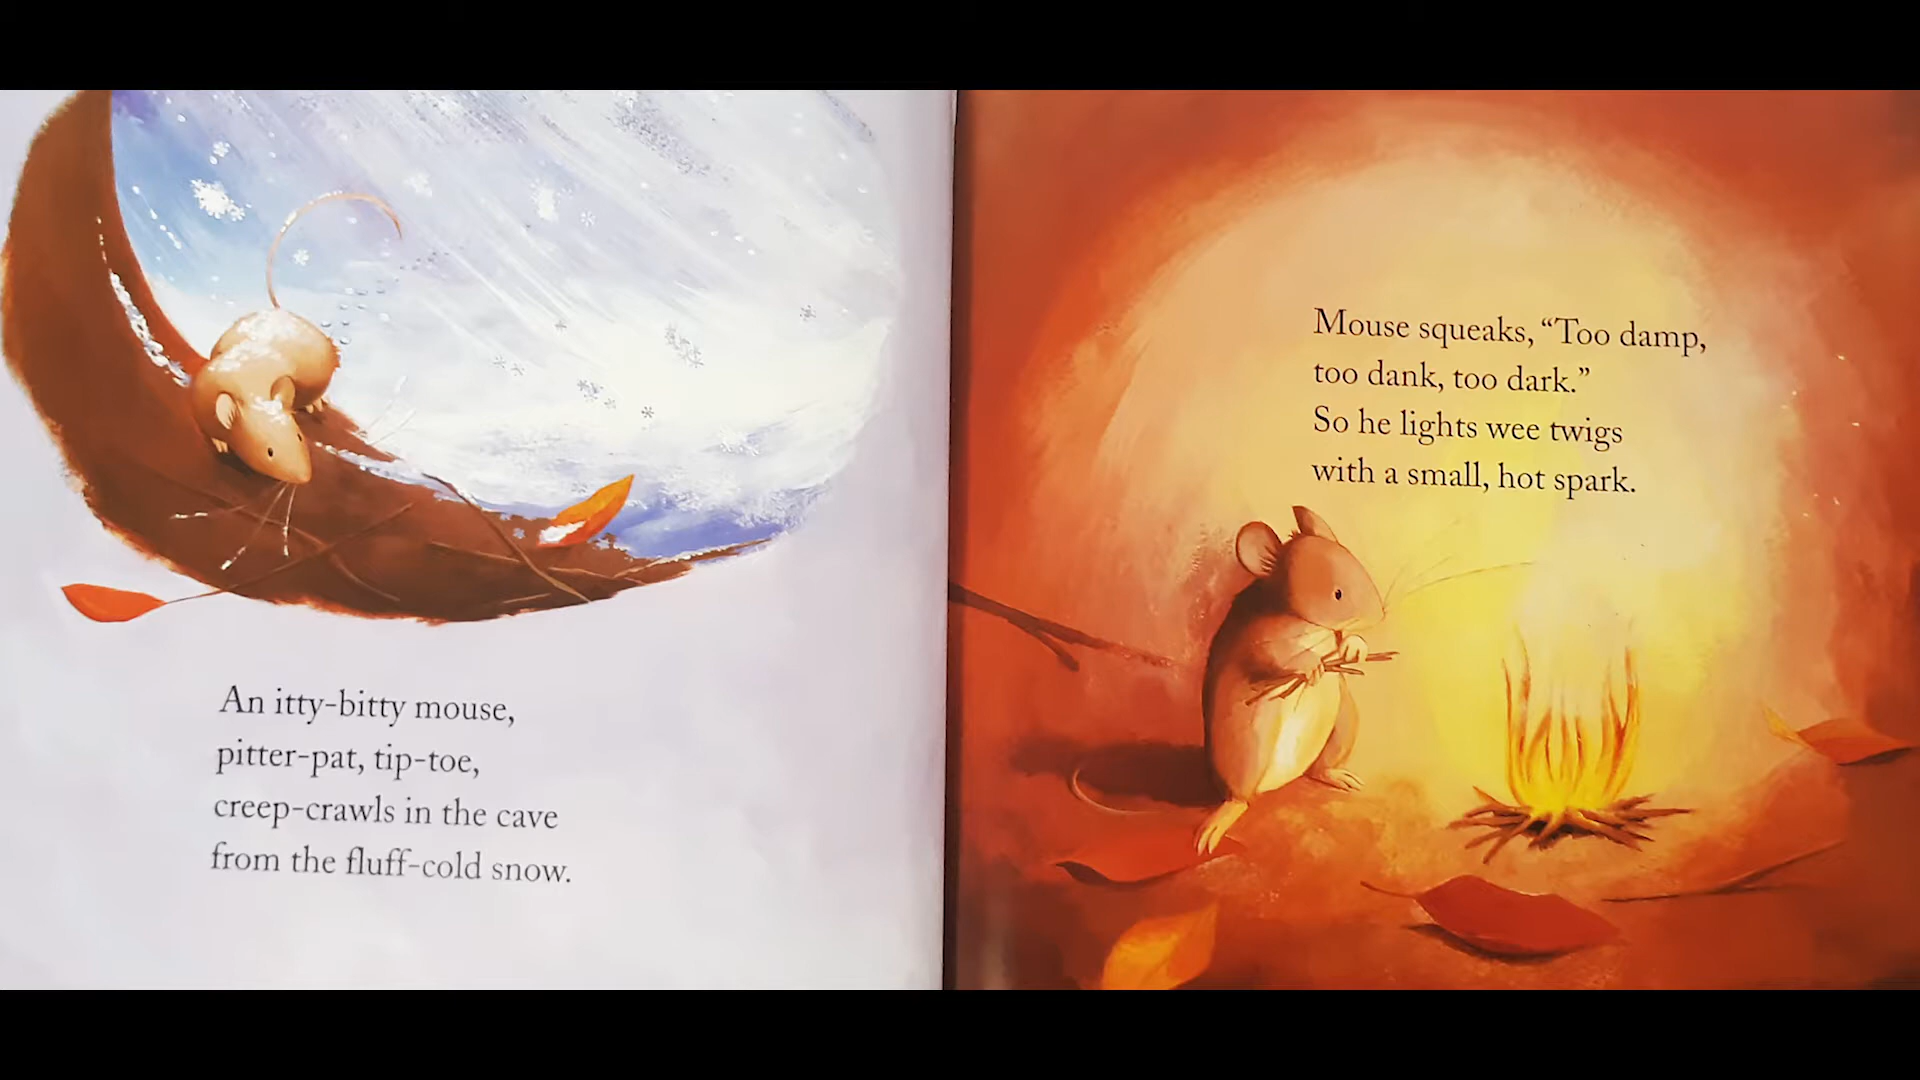 An itty-bitty mouse,
pitter-pat, tip-toe,
creep-crawls in the cave
from the fluff-cold snow.
Mouse squeaks, “Too damp,
too dank, too dark.”
So he lights wee twigs
with a small, hot spark.